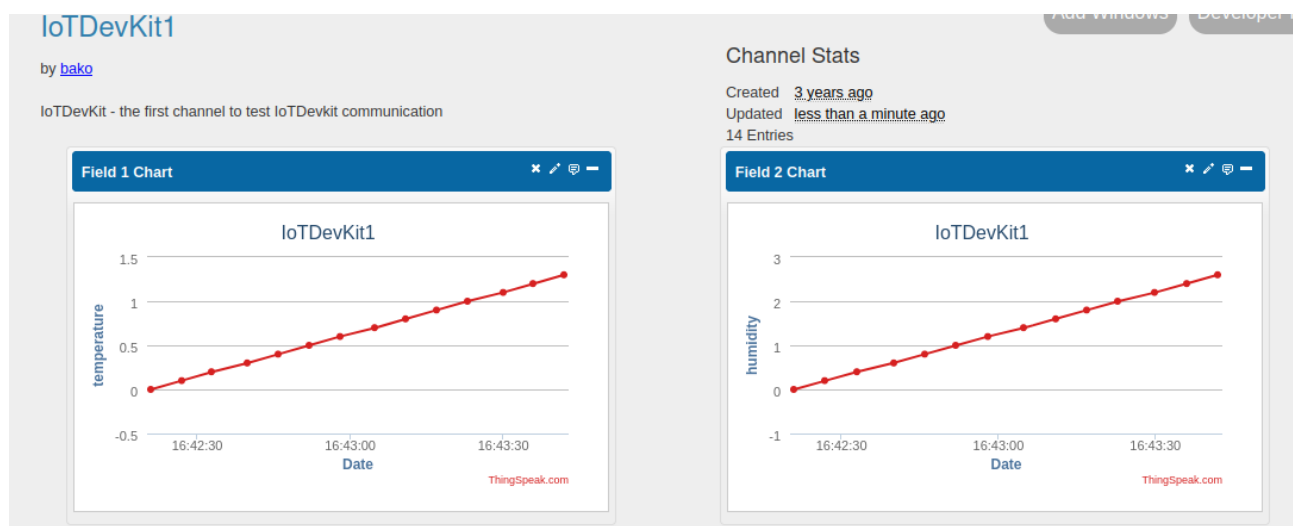 IoTDevKit1
Add Windows
by bako
IoTDevKit - the first channel to test IoTDevkit communication
Channel Stats
Created 3 years ago
Updated less than a minute ago
14 Entries
Field 1 Chart
IoTDevKit1
1.5
1
0.5
0
-0.5
temperature
16:42:30 16:43:00 16:43:30
Date
ThingSpeak.com
Field 2 Chart
IoTDevKit1
3
2
1
0
-1
humidity
16:42:30 16:43:00 16:43:30
Date
ThingSpeak.com